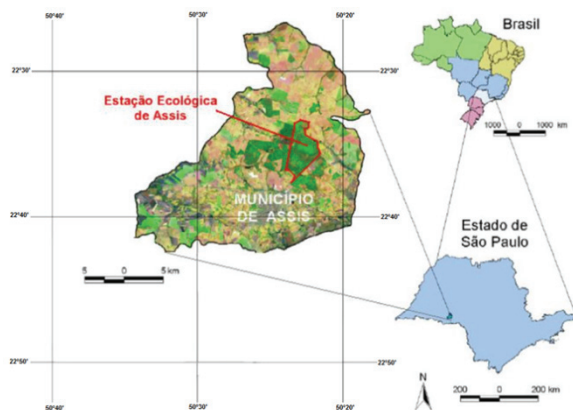 50°40'
50°30'
50°20'
Brasil
22°30'
22°30'
Estação Ecológica
de Assis
1000 0 1000 km
MUNICÍPIO
DE ASSIS
22°40'
22°40'
Estado de
São Paulo
5 0 5 km
22°50'
22°50'
N
200 0 200 km
50°40'
50°30'
50°20'